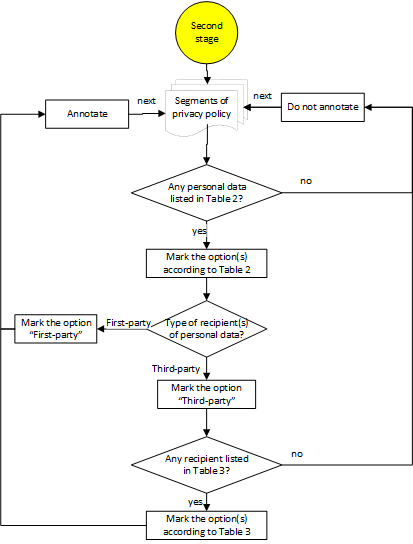 Second
stage
next
next
Annotate
Segments of
privacy policy
Do not annotate
Any personal data
listed in Table 2?
no
yes
Mark the option(s)
according to Table 2
Mark the option
“First-party”
First-party
Type of recipient(s)
of personal data?
Third-party
Mark the option
“Third-party”
Any recipient listed
in Table 3?
no
yes
Mark the option(s)
according to Table 3